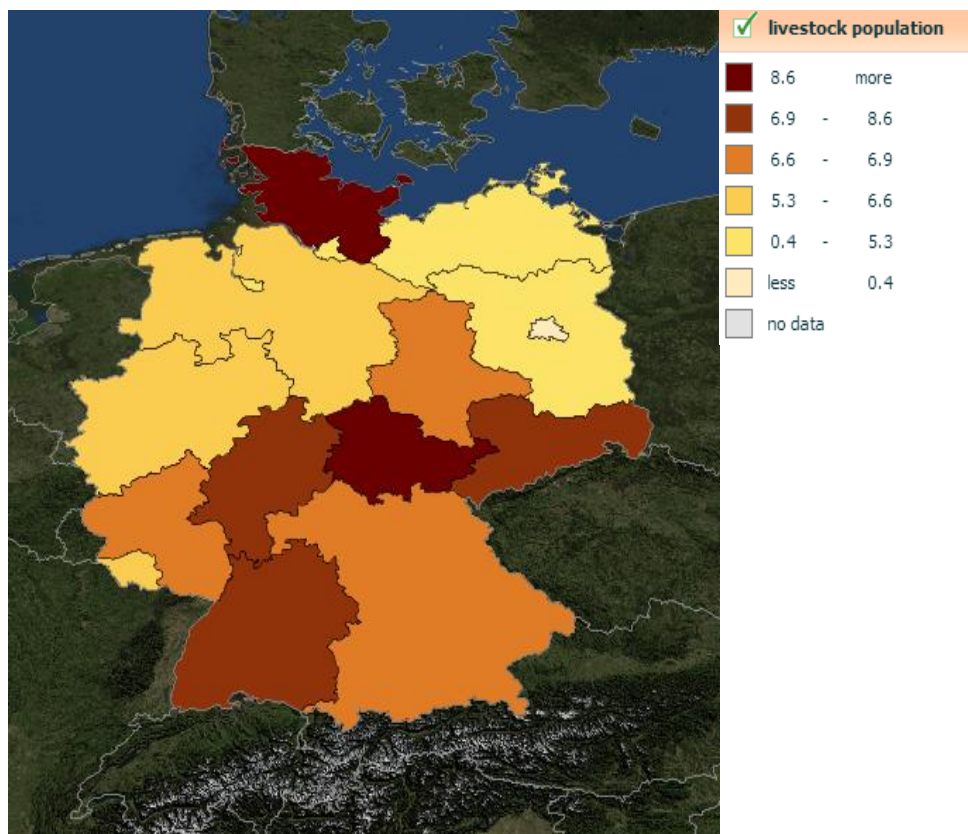 livestock population
8.6 more
6.9 - 8.6
6.6 - 6.9
5.3 - 6.6
0.4 - 5.3
less 0.4
no data